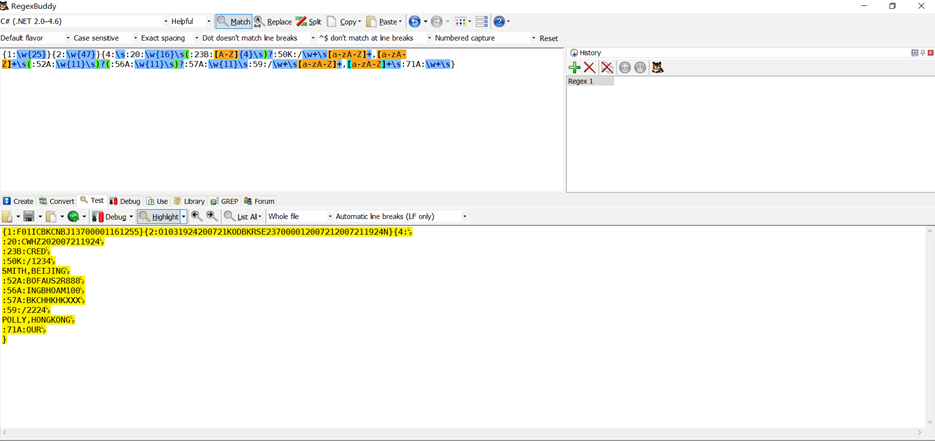 RegexBuddy
C# (.NET 2.0–4.6) Helpful Match Replace Split Copy Paste
Default flavor Case sensitive Exact spacing Dot doesn't match line breaks ^$ don't match at line breaks Numbered capture Reset
{1:\w{25}}{2:\w{47}}{4:\s:20:\w{16}\s(:23B:[A-Z]{4}\s)?:50K:/\w+\s[a-zA-Z]+,[a-zA-
Z]+\s(:52A:\w{11}\s)?(:56A:\w{11}\s)?:57A:\w{11}\s:59:/\w+\s[a-zA-Z]+,[a-zA-Z]+\s:71A:\w+\s}
History
Regex 1
Create Convert Test Debug Use Library GREP Forum
Debug Highlight List All Whole file Automatic line breaks (LF only)
{1:F01ICBKCNBJ13700001161255}{2:O1031924200721KODBKRSE237000012007212007211924N}{4:
:20:CWHZ202007211924
:23B:CRED
:50K:/1234
SMITH,BEIJING
:52A:BOFAUS2R888
:56A:INGBHOAM100
:57A:BKCHHKHKXXX
:59:/2224
POLLY,HONGKONG
:71A:OUR
}